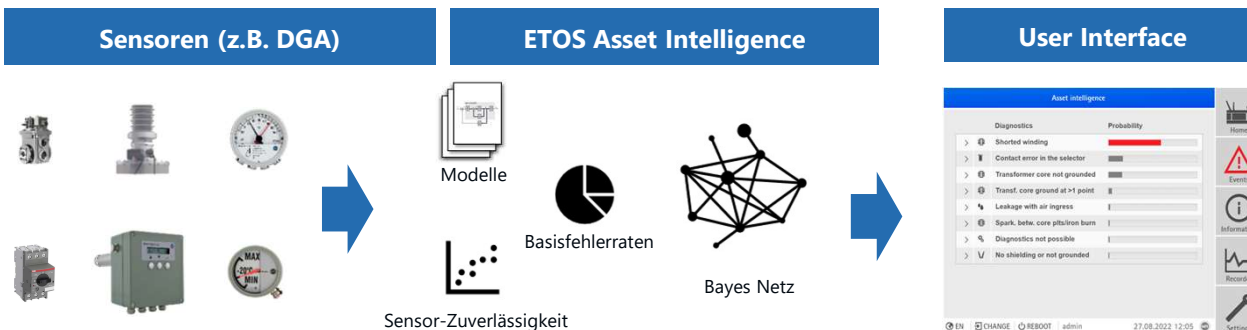 Sensoren (z.B. DGA)
ETOS Asset Intelligence
User Interface
Modelle
Basisfehlerraten
Sensor-Zuverlässigkeit
Bayes Netz
MAX
-20°C
MIN
Asset intelligence
Diagnostics Probability
Shorted winding
Contact error in the selector
Transformer core not grounded
Transf. core ground at >1 point
Leakage with air ingress
Spark. betw. core plts/iron burn
Diagnostics not possible
No shielding or not grounded
Home
Events
Informat
Record
Setting
EN CHANGE REBOOT admin 27.08.2022 12:05